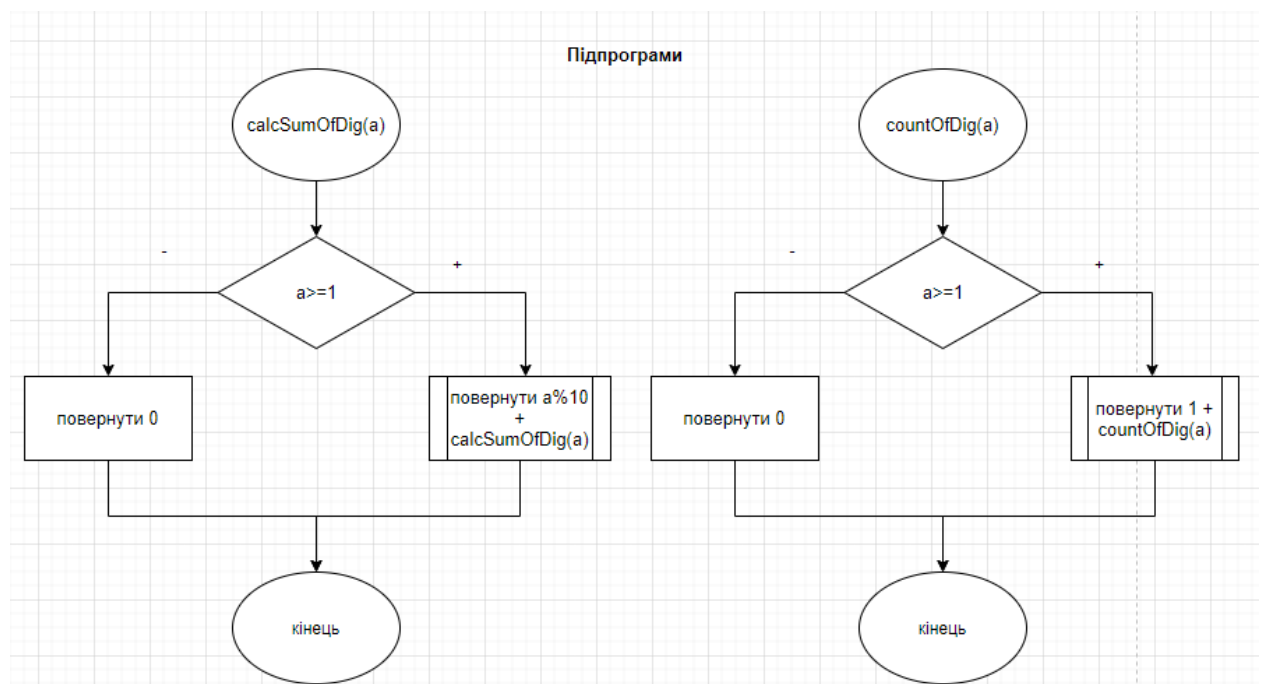 Підпрограми
calcSumOfDig(a)
-
+
a>=1
повернути 0
повернути a%10
+
calcSumOfDig(a)
кінець
countOfDig(a)
-
+
a>=1
повернути 0
повернути 1 +
countOfDig(a)
кінець